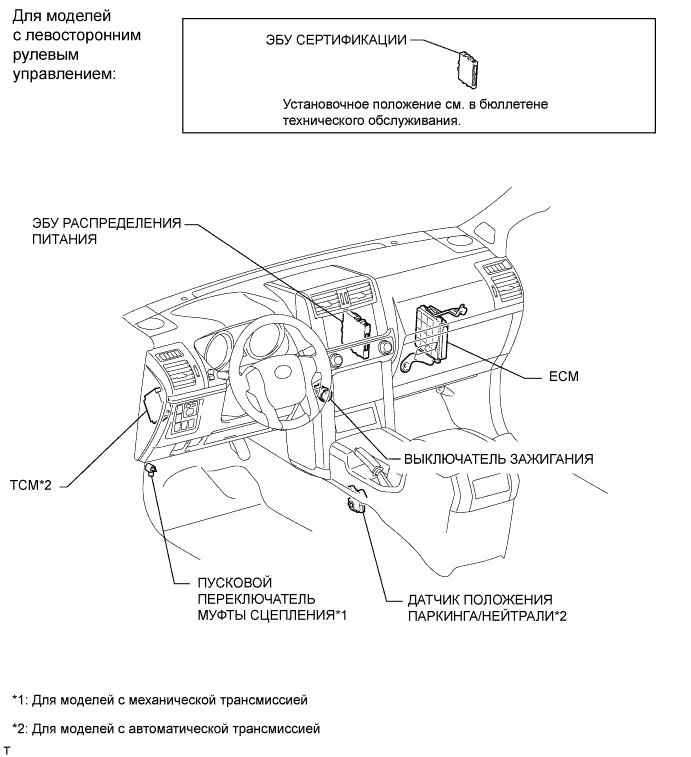 Для моделей
с левосторонним
рулевым
управлением:
ЭБУ СЕРТИФИКАЦИИ
Установочное положение см. в бюллетене
технического обслуживания.
ЭБУ РАСПРЕДЕЛЕНИЯ
ПИТАНИЯ
ECM
ВЫКЛЮЧАТЕЛЬ ЗАЖИГАНИЯ
TCM*2
ПУСКОВОЙ
ПЕРЕКЛЮЧАТЕЛЬ
МУФТЫ СЦЕПЛЕНИЯ*1
ДАТЧИК ПОЛОЖЕНИЯ
ПАРКИНГА/НЕЙТРАЛИ*2
*1: Для моделей с механической трансмиссией
*2: Для моделей с автоматической трансмиссией
T